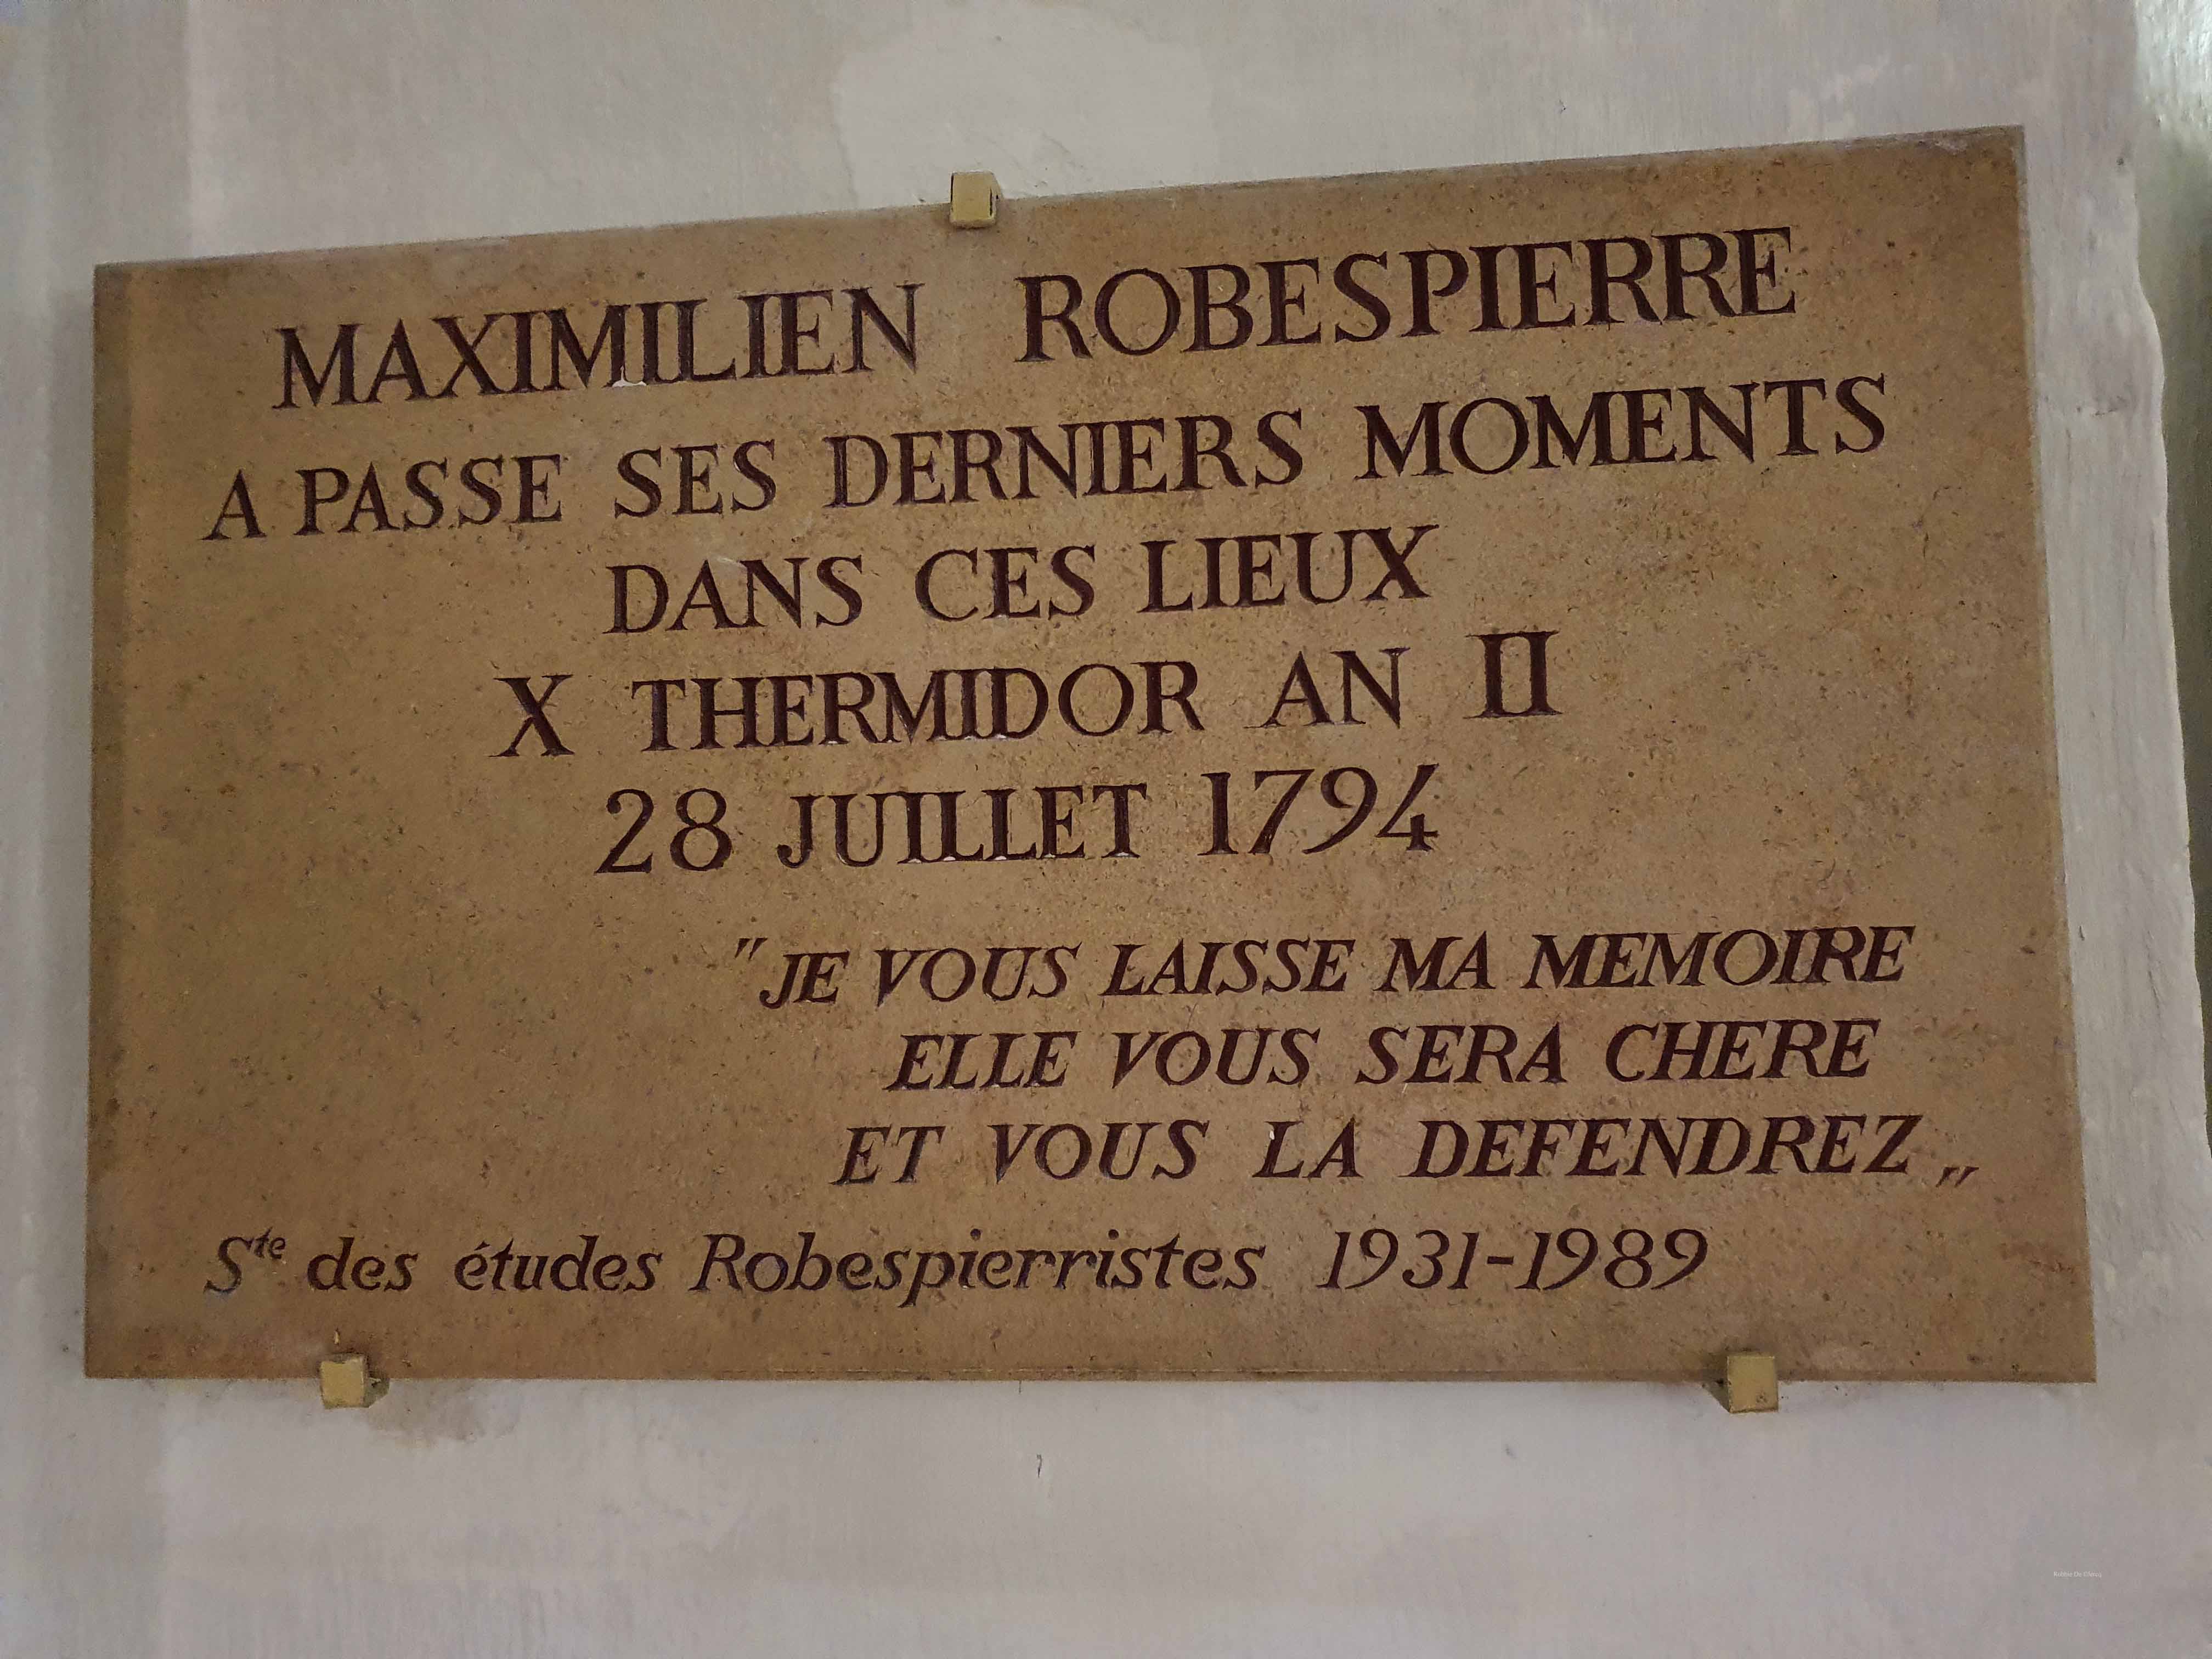 MAXIMILIEN ROBESPIERRE
A PASSE SES DERNIERS MOMENTS
DANS CES LIEUX
X THERMIDOR AN II
28 JUILLET 1794
"JE VOUS LAISSE MA MEMOIRE
ELLE VOUS SERA CHERE
ET VOUS LA DEFENDREZ„
Ste des études Robespierristes 1931-1989